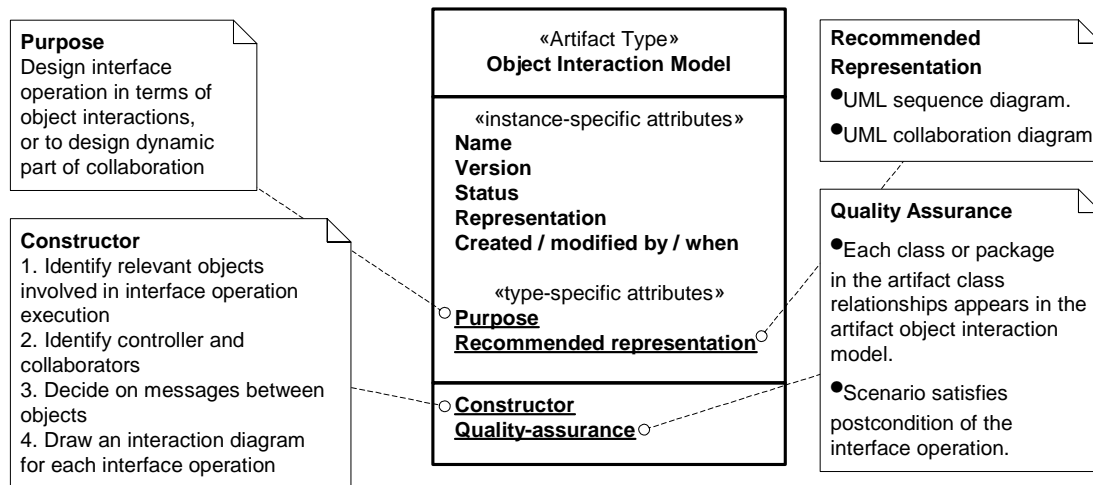 Purpose
Design interface
operation in terms of
object interactions,
or to design dynamic
part of collaboration
Constructor
1. Identify relevant objects
involved in interface operation
execution
2. Identify controller and
collaborators
3. Decide on messages between
objects
4. Draw an interaction diagram
for each interface operation
«Artifact Type»
Object Interaction Model
«instance-specific attributes»
Name
Version
Status
Representation
Created / modified by / when
«type-specific attributes»
Purpose
Recommended representation
Constructor
Quality-assurance
Recommended
Representation
●UML sequence diagram.
●UML collaboration diagram
Quality Assurance
●Each class or package
in the artifact class
relationships appears in the
artifact object interaction
model.
●Scenario satisfies
postcondition of the
interface operation.